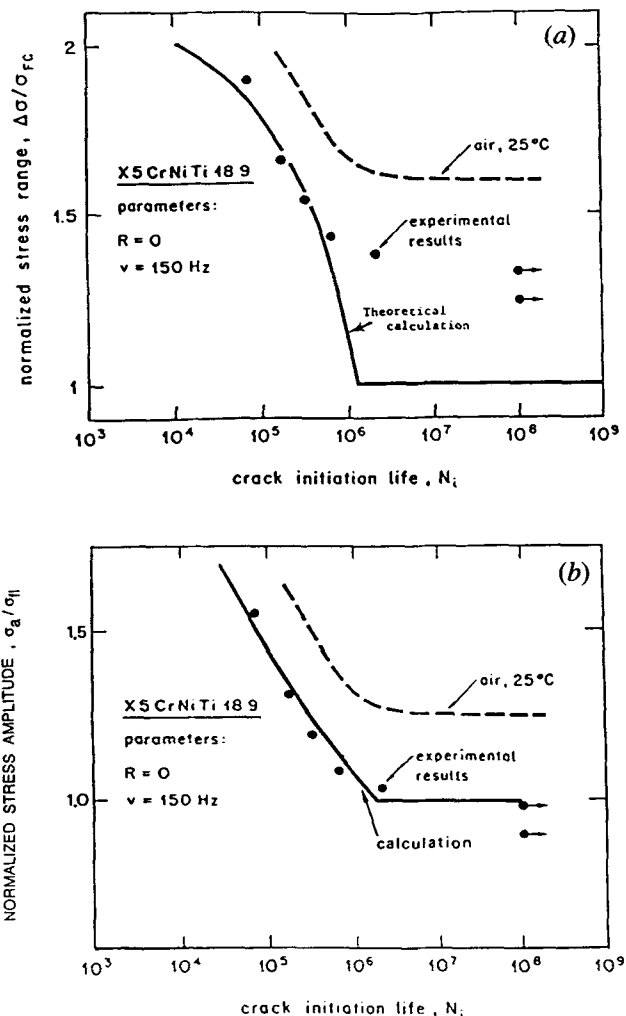 (a)
normalized stress range, Δσ/σFC
2
1.5
1
X5CrNiTi 18 9
parameters:
R = 0
ν = 150 Hz
air, 25°C
experimental
results
Theoretical
calculation
10³ 10⁴ 10⁵ 10⁶ 10⁷ 10⁸ 10⁹
crack initiation life, Nᵢ
(b)
NORMALIZED STRESS AMPLITUDE, σa/σfl
1,5
1.0
X5CrNiTi 18 9
parameters:
R = 0
ν = 150 Hz
air, 25°C
experimental
results
calculation
10³ 10⁴ 10⁵ 10⁶ 10⁷ 10⁸ 10⁹
crack initiation life, Nᵢ